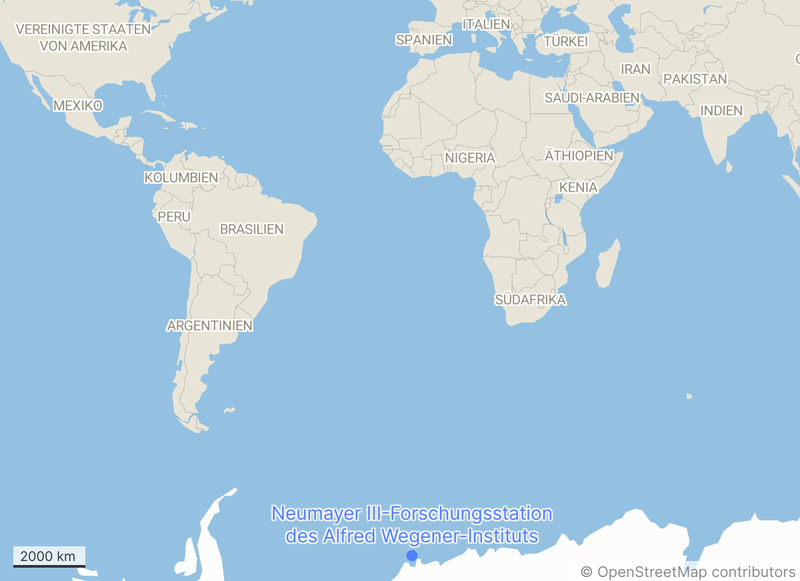 VEREINIGTE STAATEN
VON AMERIKA
ITALIEN
SPANIEN
TÜRKEI
IRAN
PAKISTAN
MEXIKO
SAUDI-ARABIEN
INDIEN
NIGERIA
ÄTHIOPIEN
KOLUMBIEN
KENIA
PERU
BRASILIEN
SÜDAFRIKA
ARGENTINIEN
Neumayer III-Forschungsstation
des Alfred Wegener-Instituts
2000 km
© OpenStreetMap contributors